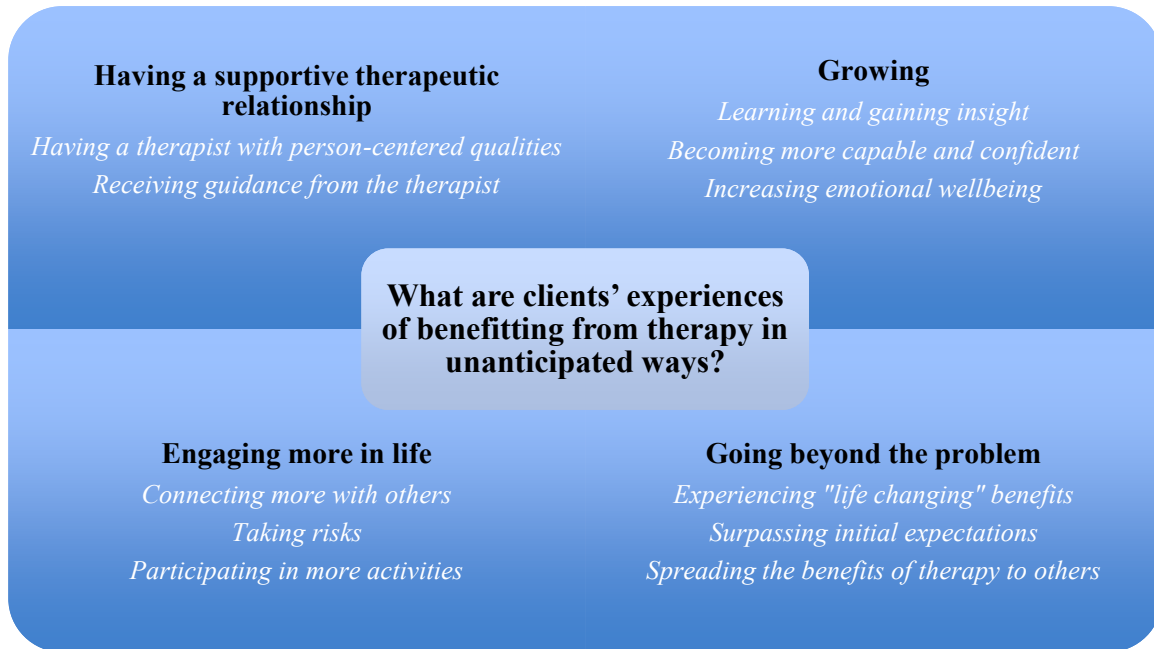 Having a supportive therapeutic
relationship
Having a therapist with person-centered qualities
Receiving guidance from the therapist
Growing
Learning and gaining insight
Becoming more capable and confident
Increasing emotional wellbeing
What are clients’ experiences
of benefitting from therapy in
unanticipated ways?
Engaging more in life
Connecting more with others
Taking risks
Participating in more activities
Going beyond the problem
Experiencing "life changing" benefits
Surpassing initial expectations
Spreading the benefits of therapy to others